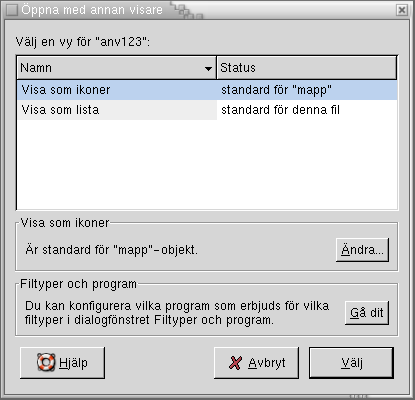 Öppna med annan visare
Välj en vy för "anv123":
Namn Status
Visa som ikoner standard för "mapp"
Visa som lista standard för denna fil
Visa som ikoner
Är standard för "mapp"-objekt.
Ändra...
Filtyper och program
Du kan konfigurera vilka program som erbjuds för vilka
filtyper i dialogfönstret Filtyper och program.
Gå dit
Hjälp Avbryt Välj